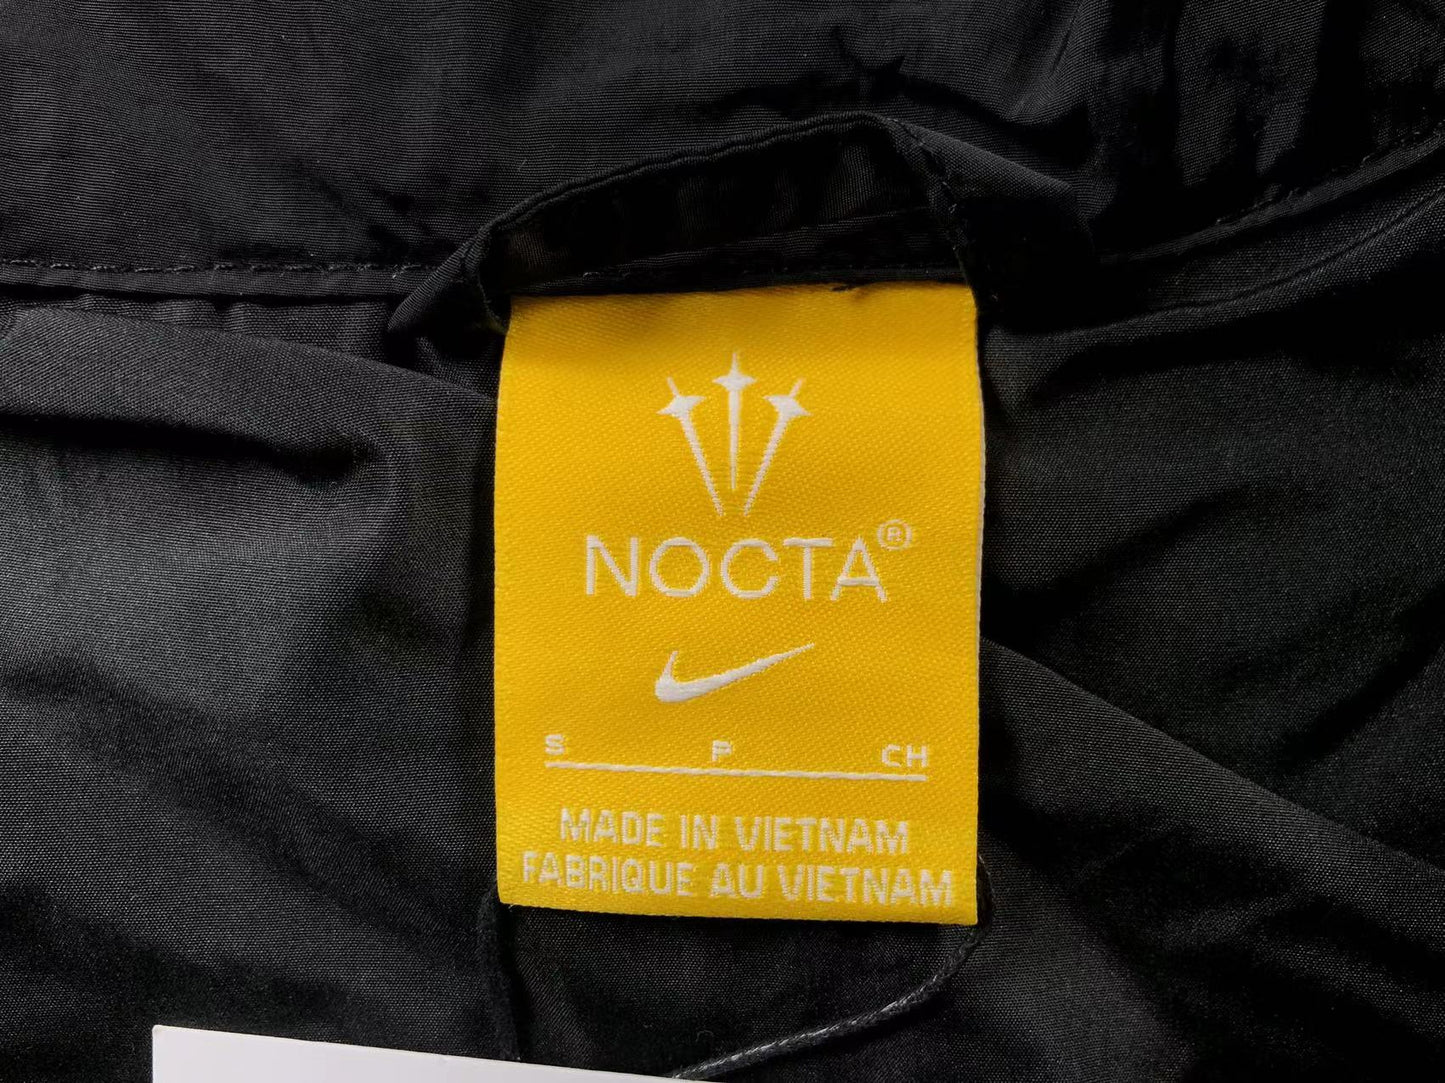 NOCTA®
S P CH
MADE IN VIETNAM
FABRIQUE AU VIETNAM